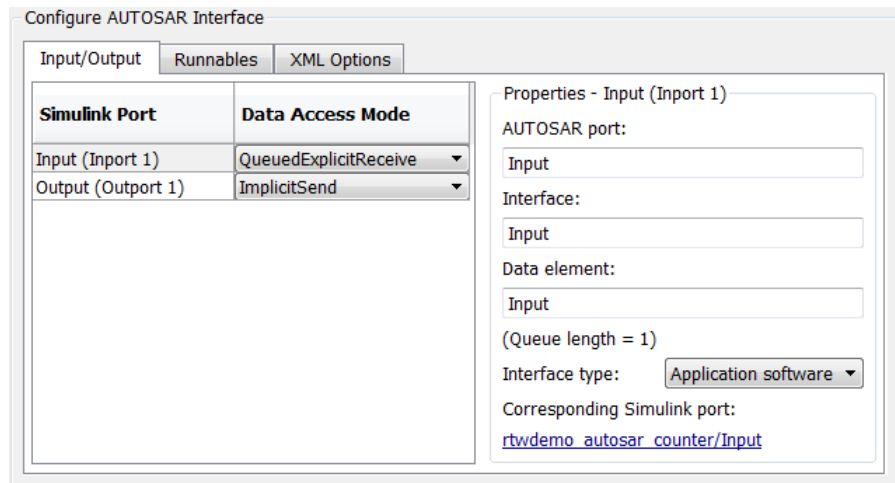 Configure AUTOSAR Interface
Input/Output Runnables XML Options
Simulink Port Data Access Mode
Input (Inport 1) QueuedExplicitReceive
Output (Outport 1) ImplicitSend
Properties - Input (Inport 1)
AUTOSAR port:
Input
Interface:
Input
Data element:
Input
(Queue length = 1)
Interface type: Application software
Corresponding Simulink port:
rtwdemo_autosar_counter/Input